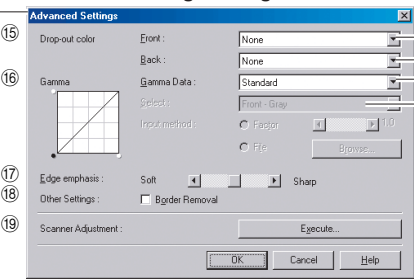 Advanced Settings
⑮ Drop-out color Front : None
Back : None
⑯ Gamma Gamma Data : Standard
Select : Front - Gray
Input method : Factor 1.0
File Browse...
⑰ Edge emphasis : Soft Sharp
⑱ Other Settings : Border Removal
⑲ Scanner Adjustment : Execute...
OK Cancel Help